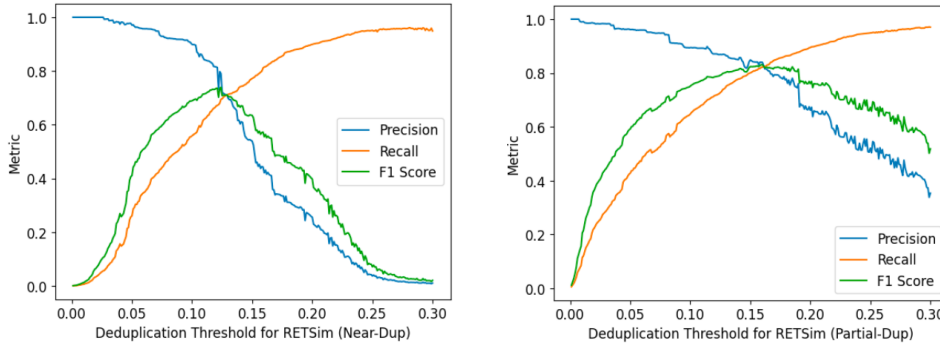 1.0
0.8
0.6
0.4
0.2
0.0
Metric
Precision
Recall
F1 Score
0.00 0.05 0.10 0.15 0.20 0.25 0.30
Deduplication Threshold for RETSim (Near-Dup)
1.0
0.8
0.6
0.4
0.2
0.0
Metric
Precision
Recall
F1 Score
0.00 0.05 0.10 0.15 0.20 0.25 0.30
Deduplication Threshold for RETSim (Partial-Dup)